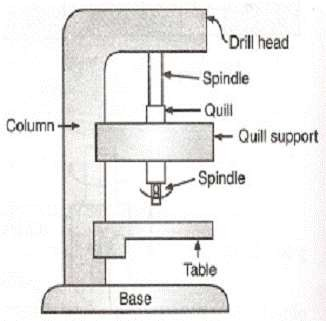 Drill head
Spindle
Quill
Column
Quill support
Spindle
Table
Base